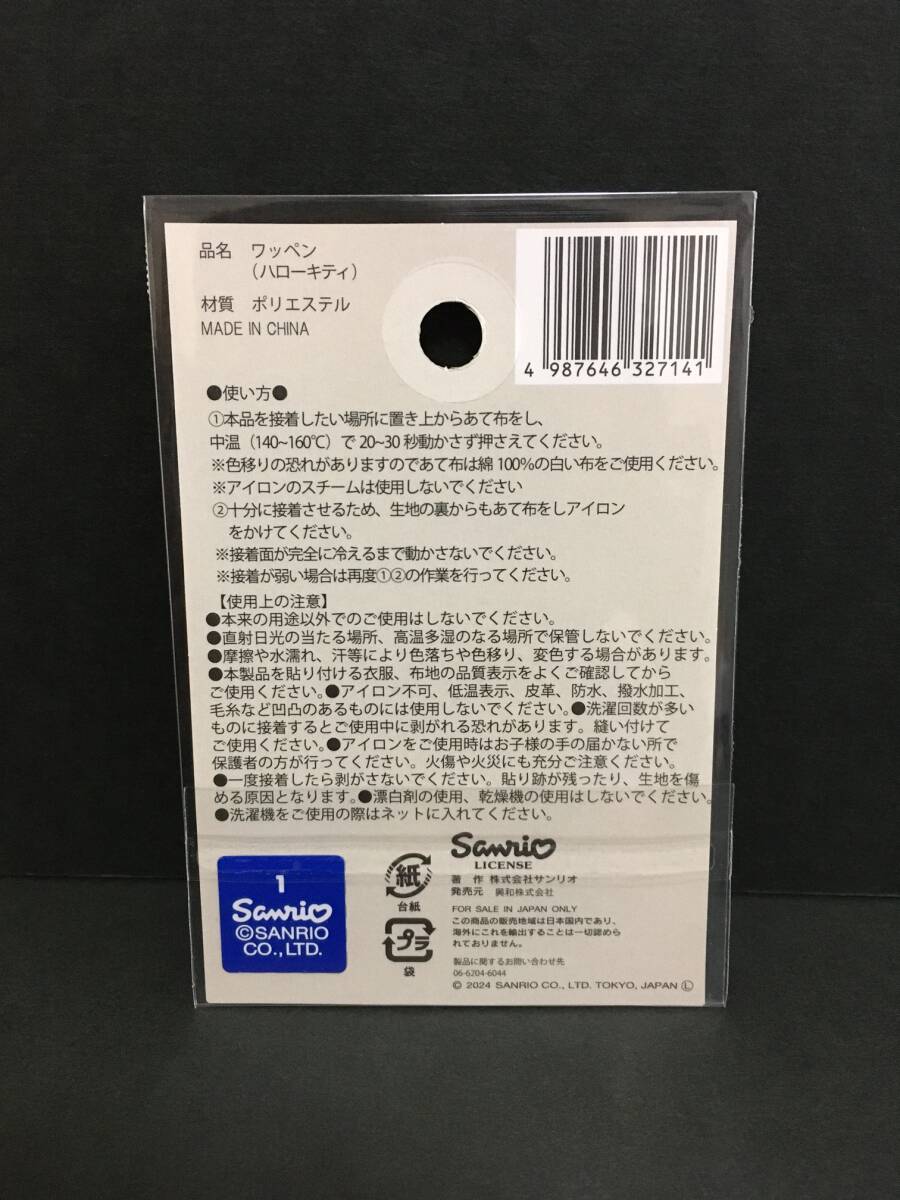 品名　ワッペン
（ハローキティ）
材質　ポリエステル
MADE IN CHINA
4 987646 327141
●使い方●
①本品を接着したい場所に置き上からあて布をし、
中温（140~160℃）で20~30秒動かさず押さえてください。
※色移りの恐れがありますのであて布は綿100%の白い布をご使用ください。
※アイロンのスチームは使用しないでください
②十分に接着させるため、生地の裏からもあて布をしアイロン
をかけてください。
※接着面が完全に冷えるまで動かさないでください。
※接着が弱い場合は再度①②の作業を行ってください。
【使用上の注意】
●本来の用途以外でのご使用はしないでください。
●直射日光の当たる場所、高温多湿のなる場所で保管しないでください。
●摩擦や水濡れ、汗等により色落ちや色移り、変色する場合があります。
●本製品を貼り付ける衣服、布地の品質表示をよくご確認してから
ご使用ください。●アイロン不可、低温表示、皮革、防水、撥水加工、
毛糸など凹凸のあるものには使用しないでください。●洗濯回数が多い
ものに接着するとご使用中に剥がれる恐れがあります。縫い付けて
ご使用ください。●アイロンをご使用時はお子様の手の届かない所で
保護者の方が行ってください。火傷や火災にも充分ご注意ください。
●一度接着したら剥がさないでください。貼り跡が残ったり、生地を傷
める原因となります。●漂白剤の使用、乾燥機の使用はしないでください。
●洗濯機をご使用の際はネットに入れてください。
1
Sanrio
©SANRIO
CO.,LTD.
紙
台紙
プラ
袋
Sanrio
LICENSE
著　作 株式会社サンリオ
発売元　興和株式会社
FOR SALE IN JAPAN ONLY
この商品の販売地域は日本国内であり、
海外にこれを輸出することは一切認めら
れておりません。
製品に関するお問い合わせ先
06-6204-6044
© 2024 SANRIO CO., LTD. TOKYO, JAPAN Ⓛ